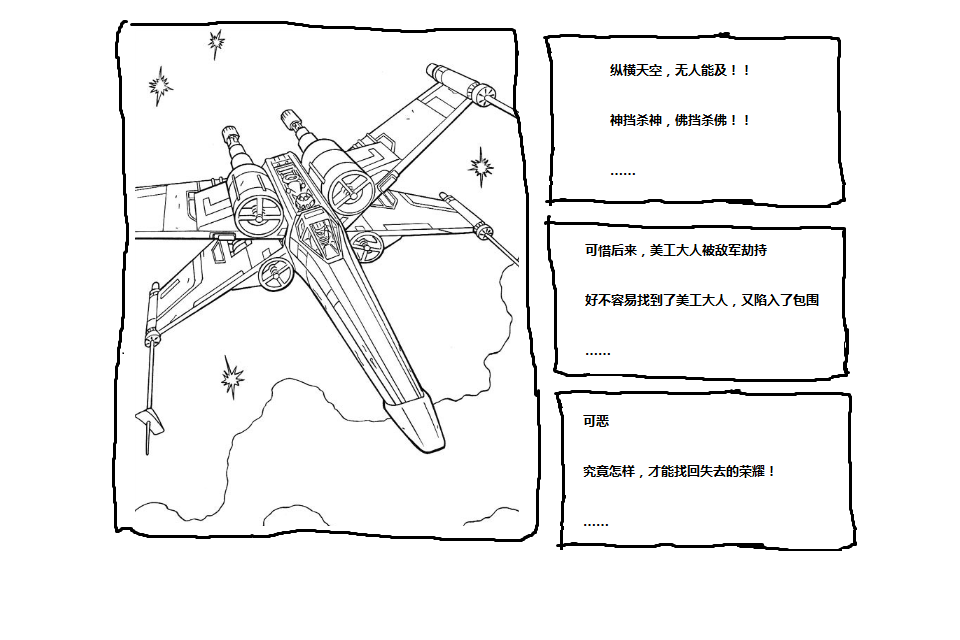 纵横天空，无人能及！！
神挡杀神，佛挡杀佛！！
......
可惜后来，美工大人被敌军劫持
好不容易找到了美工大人，又陷入了包围
......
可恶
究竟怎样，才能找回失去的荣耀！
......